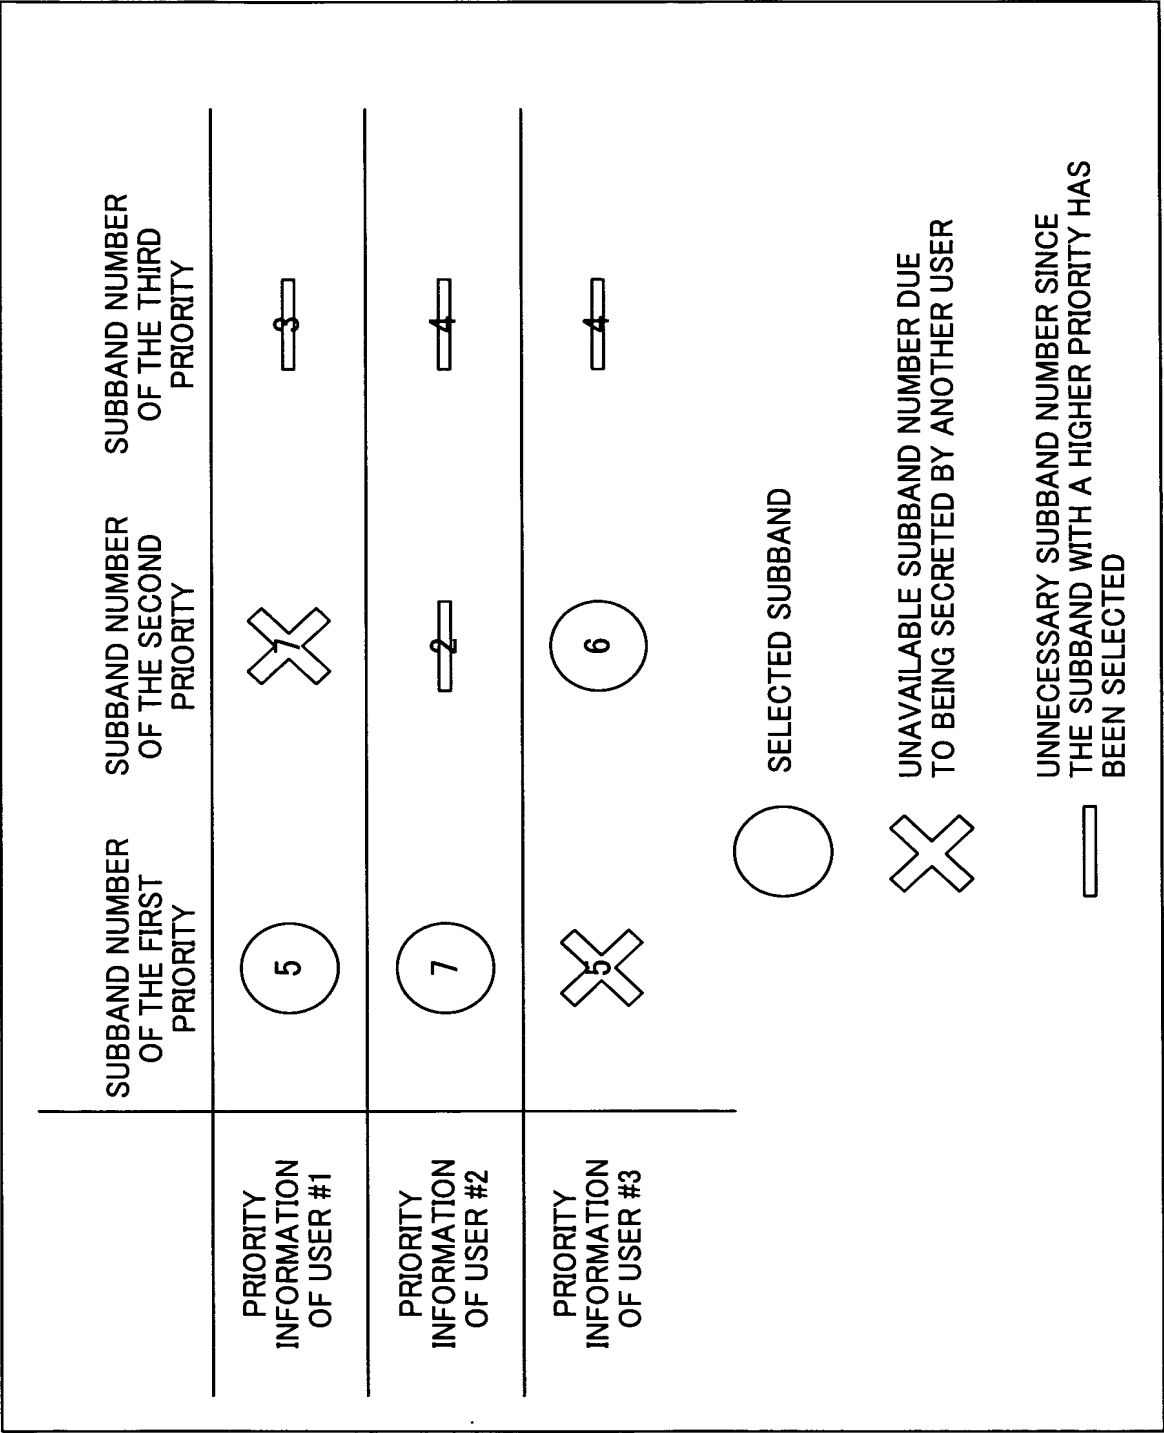 SUBBAND NUMBER
OF THE FIRST
PRIORITY
SUBBAND NUMBER
OF THE SECOND
PRIORITY
SUBBAND NUMBER
OF THE THIRD
PRIORITY
PRIORITY
INFORMATION
OF USER #1
5
7
3
PRIORITY
INFORMATION
OF USER #2
7
2
4
PRIORITY
INFORMATION
OF USER #3
5
6
4
SELECTED SUBBAND
UNAVAILABLE SUBBAND NUMBER DUE
TO BEING SECRETED BY ANOTHER USER
UNNECESSARY SUBBAND NUMBER SINCE
THE SUBBAND WITH A HIGHER PRIORITY HAS
BEEN SELECTED